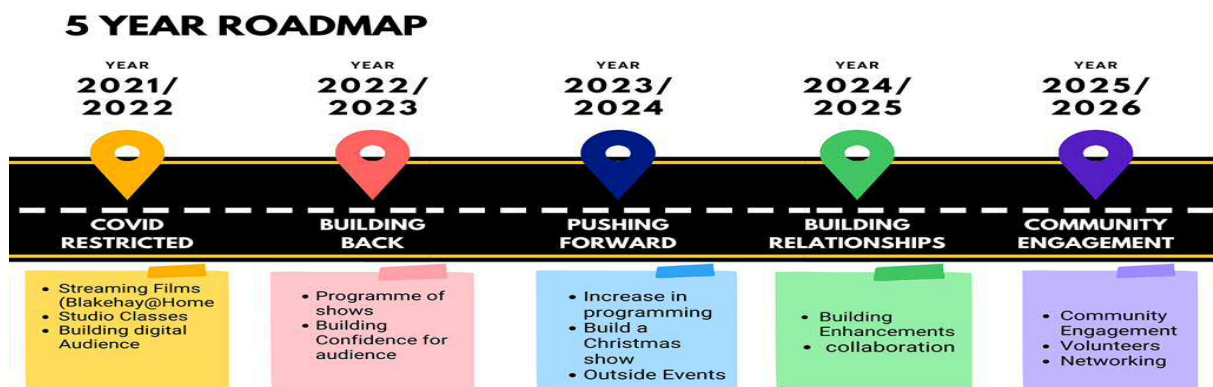 5 YEAR ROADMAP
YEAR
2021/
2022
YEAR
2022/
2023
YEAR
2023/
2024
YEAR
2024/
2025
YEAR
2025/
2026
COVID
RESTRICTED
BUILDING
BACK
PUSHING
FORWARD
BUILDING
RELATIONSHIPS
COMMUNITY
ENGAGEMENT
• Streaming Films
(Blakehay@Home
• Studio Classes
• Building digital
Audience
• Programme of
shows
• Building
Confidence for
audience
• Increase in
programming
• Build a
Christmas
show
• Outside Events
• Building
Enhancements
• collaboration
• Community
Engagement
• Volunteers
• Networking